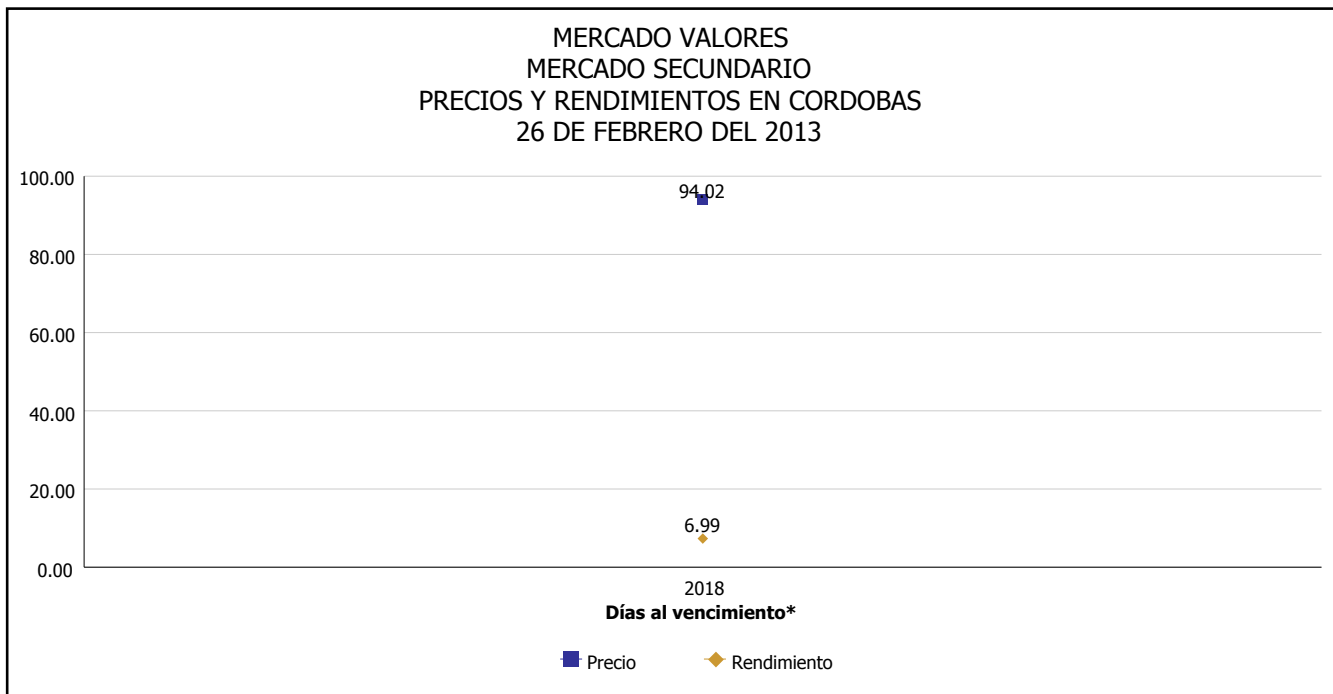 MERCADO VALORES
MERCADO SECUNDARIO
PRECIOS Y RENDIMIENTOS EN CORDOBAS
26 DE FEBRERO DEL 2013
100.00
94.02
80.00
60.00
40.00
20.00
6.99
0.00
2018
Días al vencimiento*
Precio Rendimiento